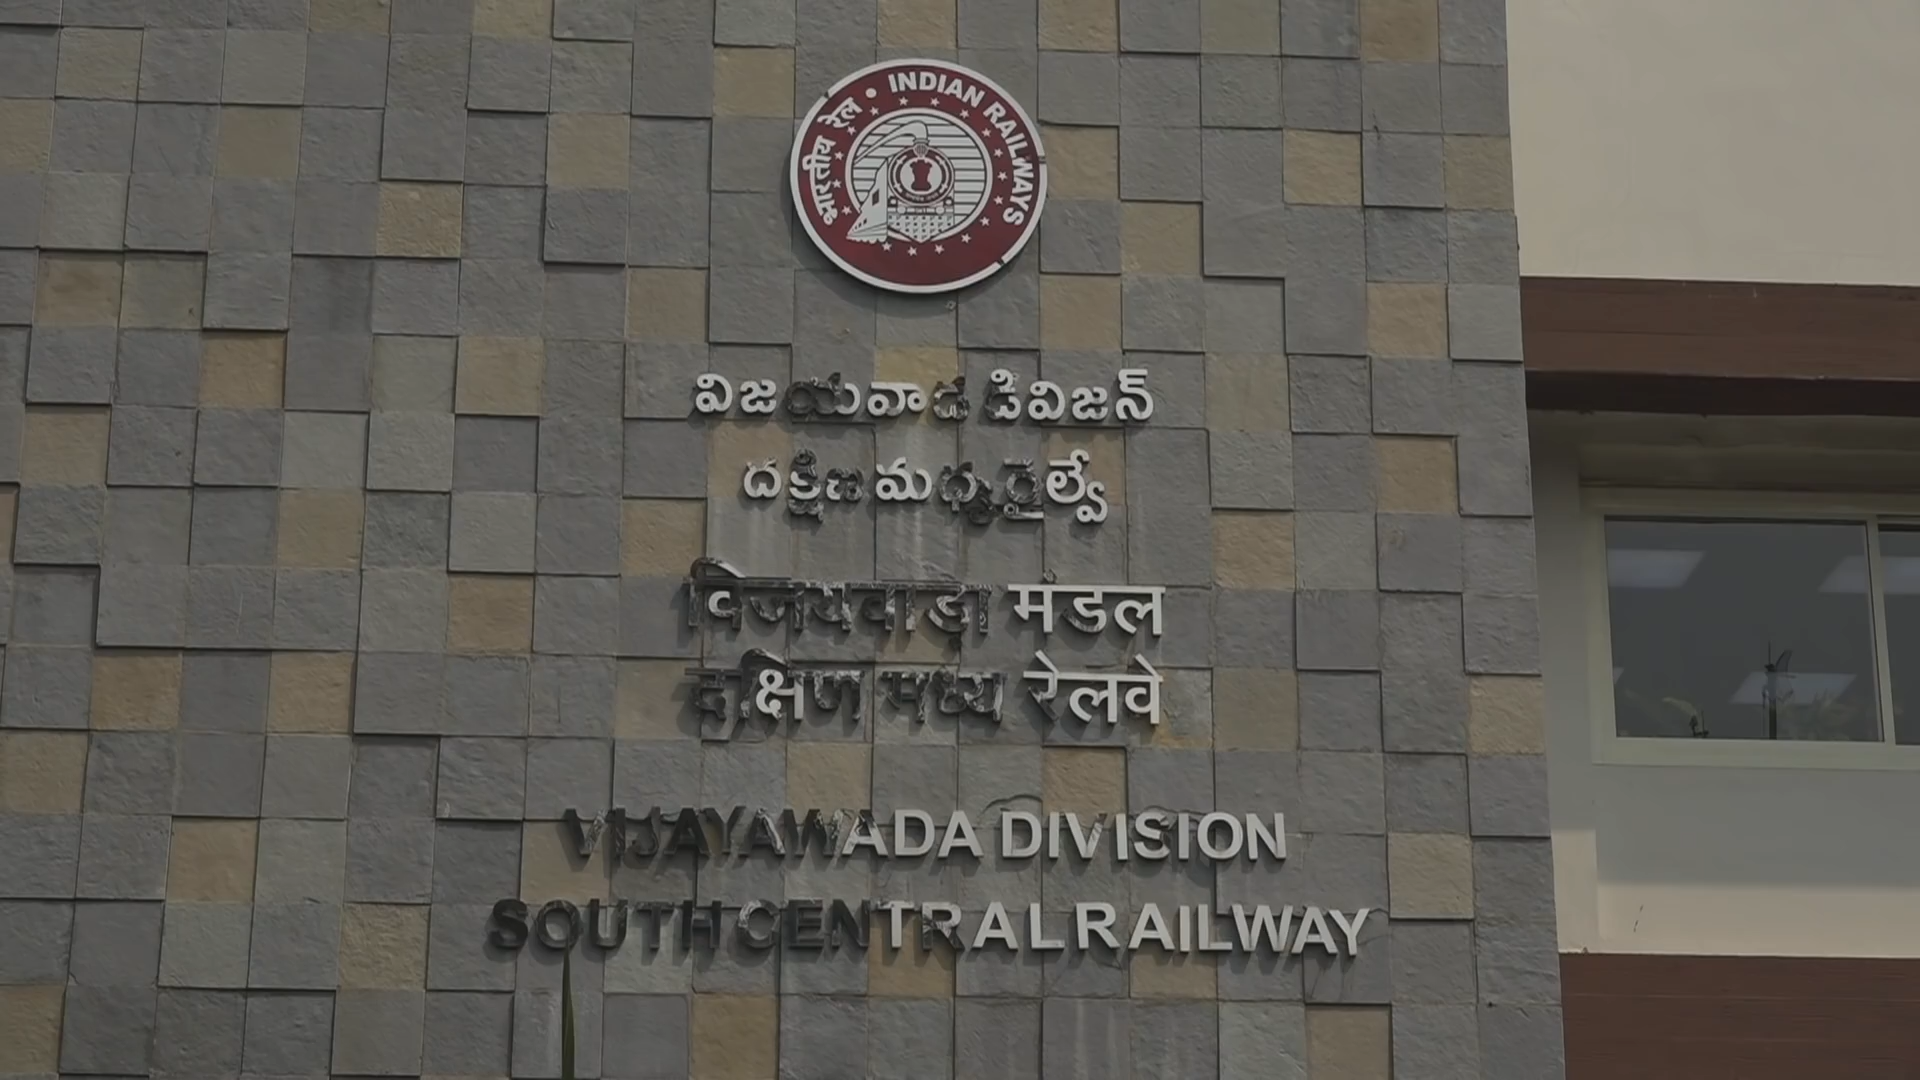 भारतीय रेल • INDIAN RAILWAYS
విజయవాడ డివిజన్
దక్షిణ మధ్య రైల్వే
विजयवाड़ा मंडल
दक्षिण मध्य रेलवे
VIJAYAWADA DIVISION
SOUTH CENTRAL RAILWAY